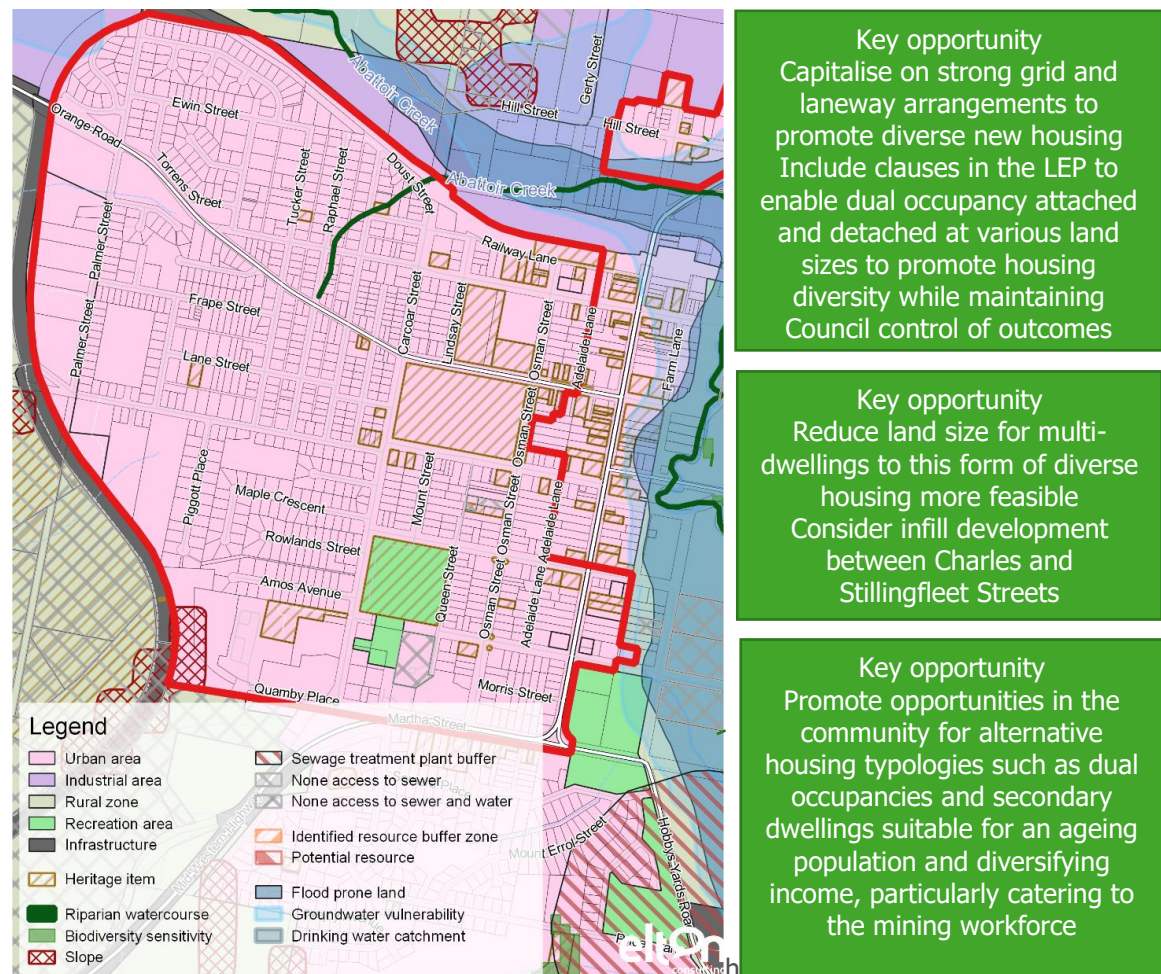 Ewin Street
Orange Road
Torrens Street
Tucker Street
Raphael Street
Doust Street
Abattoir Creek
Abattoir Creek
Hill Street
Gerty Street
Hill Street
Palmer Street
Palmer Street
Palmer Street
Railway Lane
Frape Street
Lane Street
Carcoar Street
Lindsay Street
Osman Street
Adelaide Lane
Farm Lane
Piggott Place
Maple Crescent
Rowlands Street
Amos Avenue
Mount Street
Queen Street
Osman Street
Osman Street
Osman Street
Adelaide Lane
Adelaide Lane
Adelaide Lane
Quamby Place
Morris Street
Martha Street
Mount Errol Street
Hobbys Yards Road
Legend
Urban area
Industrial area
Rural zone
Recreation area
Infrastructure
Heritage item
Riparian watercourse
Biodiversity sensitivity
Slope
Sewage treatment plant buffer
None access to sewer
None access to sewer and water
Identified resource buffer zone
Potential resource
Flood prone land
Groundwater vulnerability
Drinking water catchment
elton
consulting
Key opportunity
Capitalise on strong grid and
laneway arrangements to
promote diverse new housing
Include clauses in the LEP to
enable dual occupancy attached
and detached at various land
sizes to promote housing
diversity while maintaining
Council control of outcomes
Key opportunity
Reduce land size for multi-
dwellings to this form of diverse
housing more feasible
Consider infill development
between Charles and
Stillingfleet Streets
Key opportunity
Promote opportunities in the
community for alternative
housing typologies such as dual
occupancies and secondary
dwellings suitable for an ageing
population and diversifying
income, particularly catering to
the mining workforce